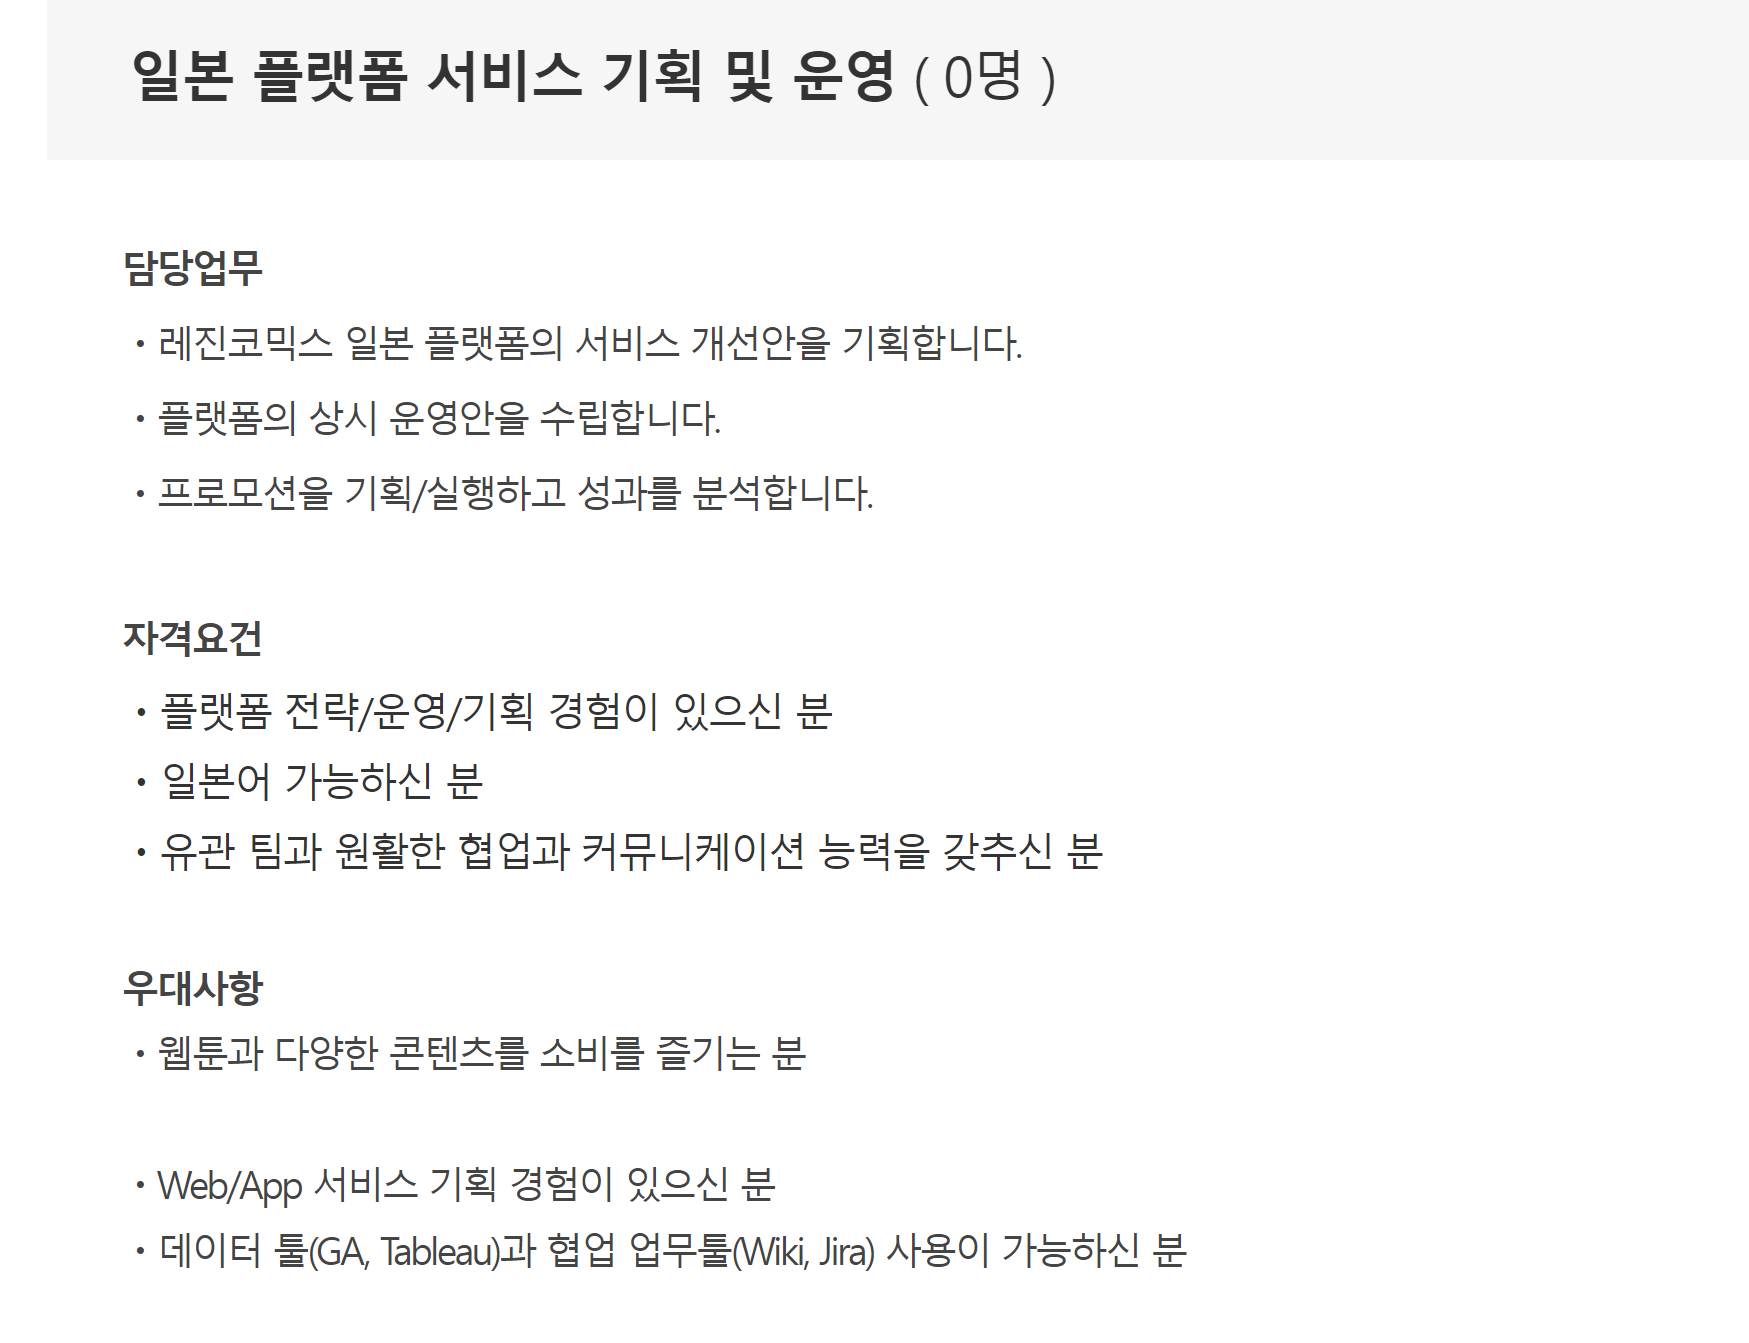 일본 플랫폼 서비스 기획 및 운영 ( 0명 )
담당업무
• 레진코믹스 일본 플랫폼의 서비스 개선안을 기획합니다.
• 플랫폼의 상시 운영안을 수립합니다.
• 프로모션을 기획/실행하고 성과를 분석합니다.
자격요건
• 플랫폼 전략/운영/기획 경험이 있으신 분
• 일본어 가능하신 분
• 유관 팀과 원활한 협업과 커뮤니케이션 능력을 갖추신 분
우대사항
• 웹툰과 다양한 콘텐츠를 소비를 즐기는 분
• Web/App 서비스 기획 경험이 있으신 분
• 데이터 툴(GA, Tableau)과 협업 업무툴(Wiki, Jira) 사용이 가능하신 분